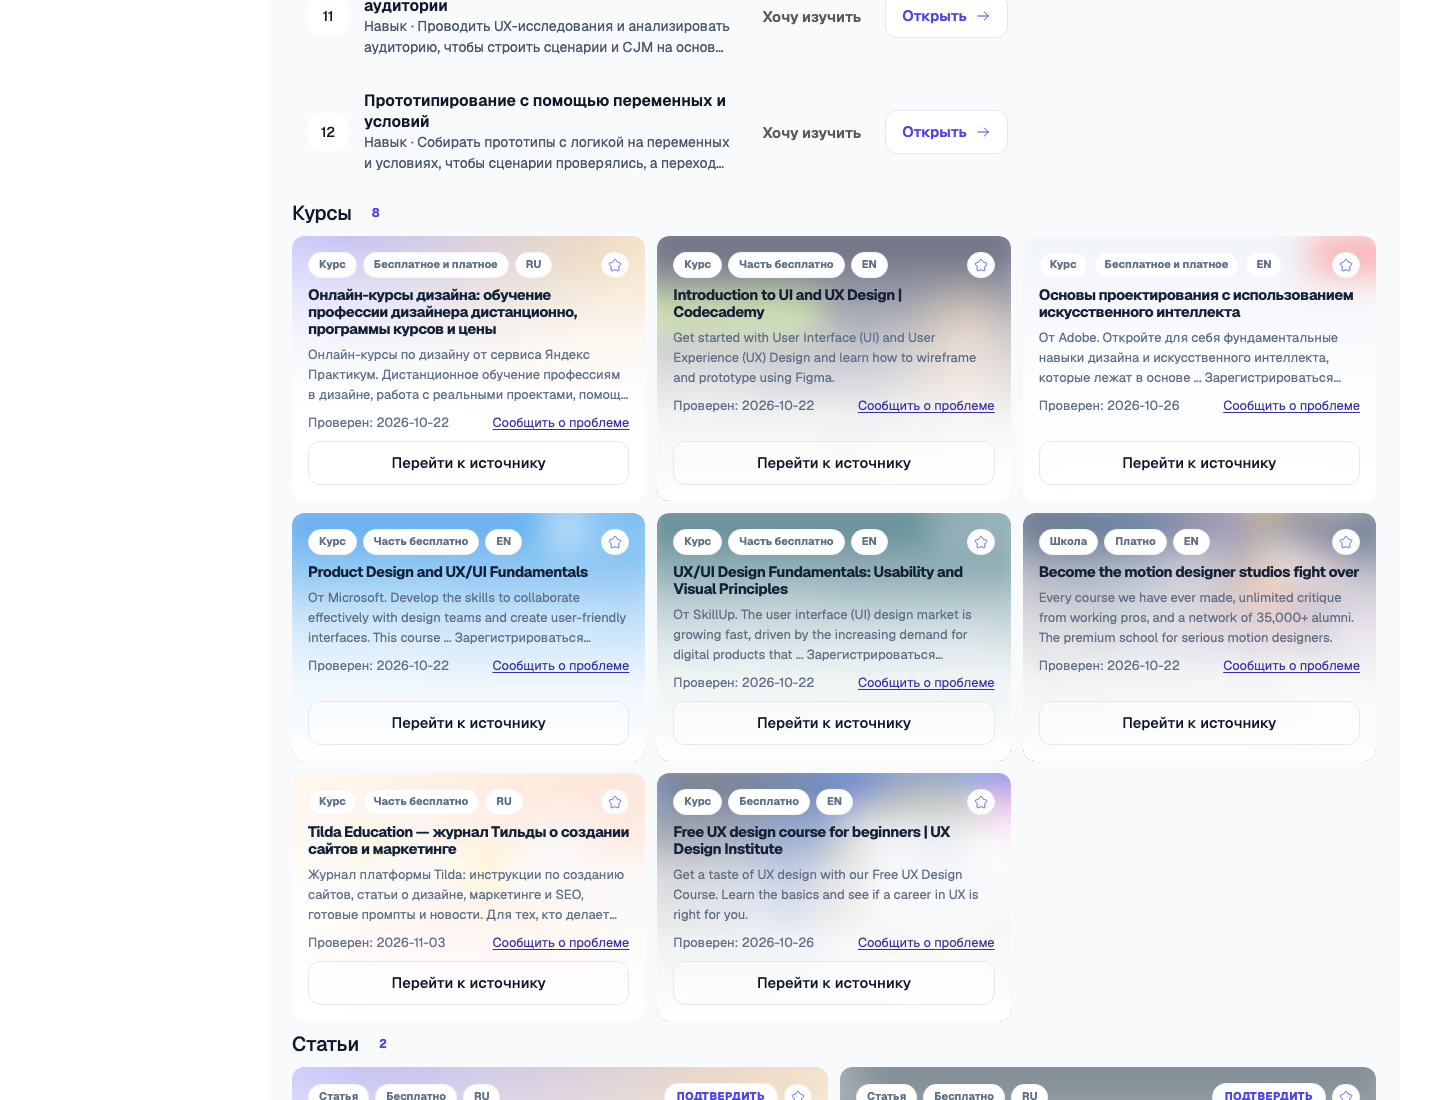 аудитории
11
Навык · Проводить UX-исследования и анализировать
аудиторию, чтобы строить сценарии и CJM на основ…
Хочу изучить
Открыть
Прототипирование с помощью переменных и
условий
12
Навык · Собирать прототипы с логикой на переменных
и условиях, чтобы сценарии проверялись, а переход…
Хочу изучить
Открыть
Курсы 8
Курс Бесплатное и платное RU
Онлайн-курсы дизайна: обучение
профессии дизайнера дистанционно,
программы курсов и цены
Онлайн-курсы по дизайну от сервиса Яндекс
Практикум. Дистанционное обучение профессиям
в дизайне, работа с реальными проектами, помощ…
Проверен: 2026-10-22 Сообщить о проблеме
Перейти к источнику
Курс Часть бесплатно EN
Introduction to UI and UX Design |
Codecademy
Get started with User Interface (UI) and User
Experience (UX) Design and learn how to wireframe
and prototype using Figma.
Проверен: 2026-10-22 Сообщить о проблеме
Перейти к источнику
Курс Бесплатное и платное EN
Основы проектирования с использованием
искусственного интеллекта
От Adobe. Откройте для себя фундаментальные
навыки дизайна и искусственного интеллекта,
которые лежат в основе ... Зарегистрироваться…
Проверен: 2026-10-26 Сообщить о проблеме
Перейти к источнику
Курс Часть бесплатно EN
Product Design and UX/UI Fundamentals
От Microsoft. Develop the skills to collaborate
effectively with design teams and create user-friendly
interfaces. This course ... Зарегистрироваться…
Проверен: 2026-10-22 Сообщить о проблеме
Перейти к источнику
Курс Часть бесплатно EN
UX/UI Design Fundamentals: Usability and
Visual Principles
От SkillUp. The user interface (UI) design market is
growing fast, driven by the increasing demand for
digital products that ... Зарегистрироваться…
Проверен: 2026-10-22 Сообщить о проблеме
Перейти к источнику
Школа Платно EN
Become the motion designer studios fight over
Every course we have ever made, unlimited critique
from working pros, and a network of 35,000+ alumni.
The premium school for serious motion designers.
Проверен: 2026-10-22 Сообщить о проблеме
Перейти к источнику
Курс Часть бесплатно RU
Tilda Education — журнал Тильды о создании
сайтов и маркетинге
Журнал платформы Tilda: инструкции по созданию
сайтов, статьи о дизайне, маркетинге и SEO,
готовые промпты и новости. Для тех, кто делает…
Проверен: 2026-11-03 Сообщить о проблеме
Перейти к источнику
Курс Бесплатно EN
Free UX design course for beginners | UX
Design Institute
Get a taste of UX design with our Free UX Design
Course. Learn the basics and see if a career in UX is
right for you.
Проверен: 2026-10-26 Сообщить о проблеме
Перейти к источнику
Статьи 2
Статья Бесплатно RU ПОДТВЕРДИТЬ
Статья Бесплатно RU ПОДТВЕРДИТЬ